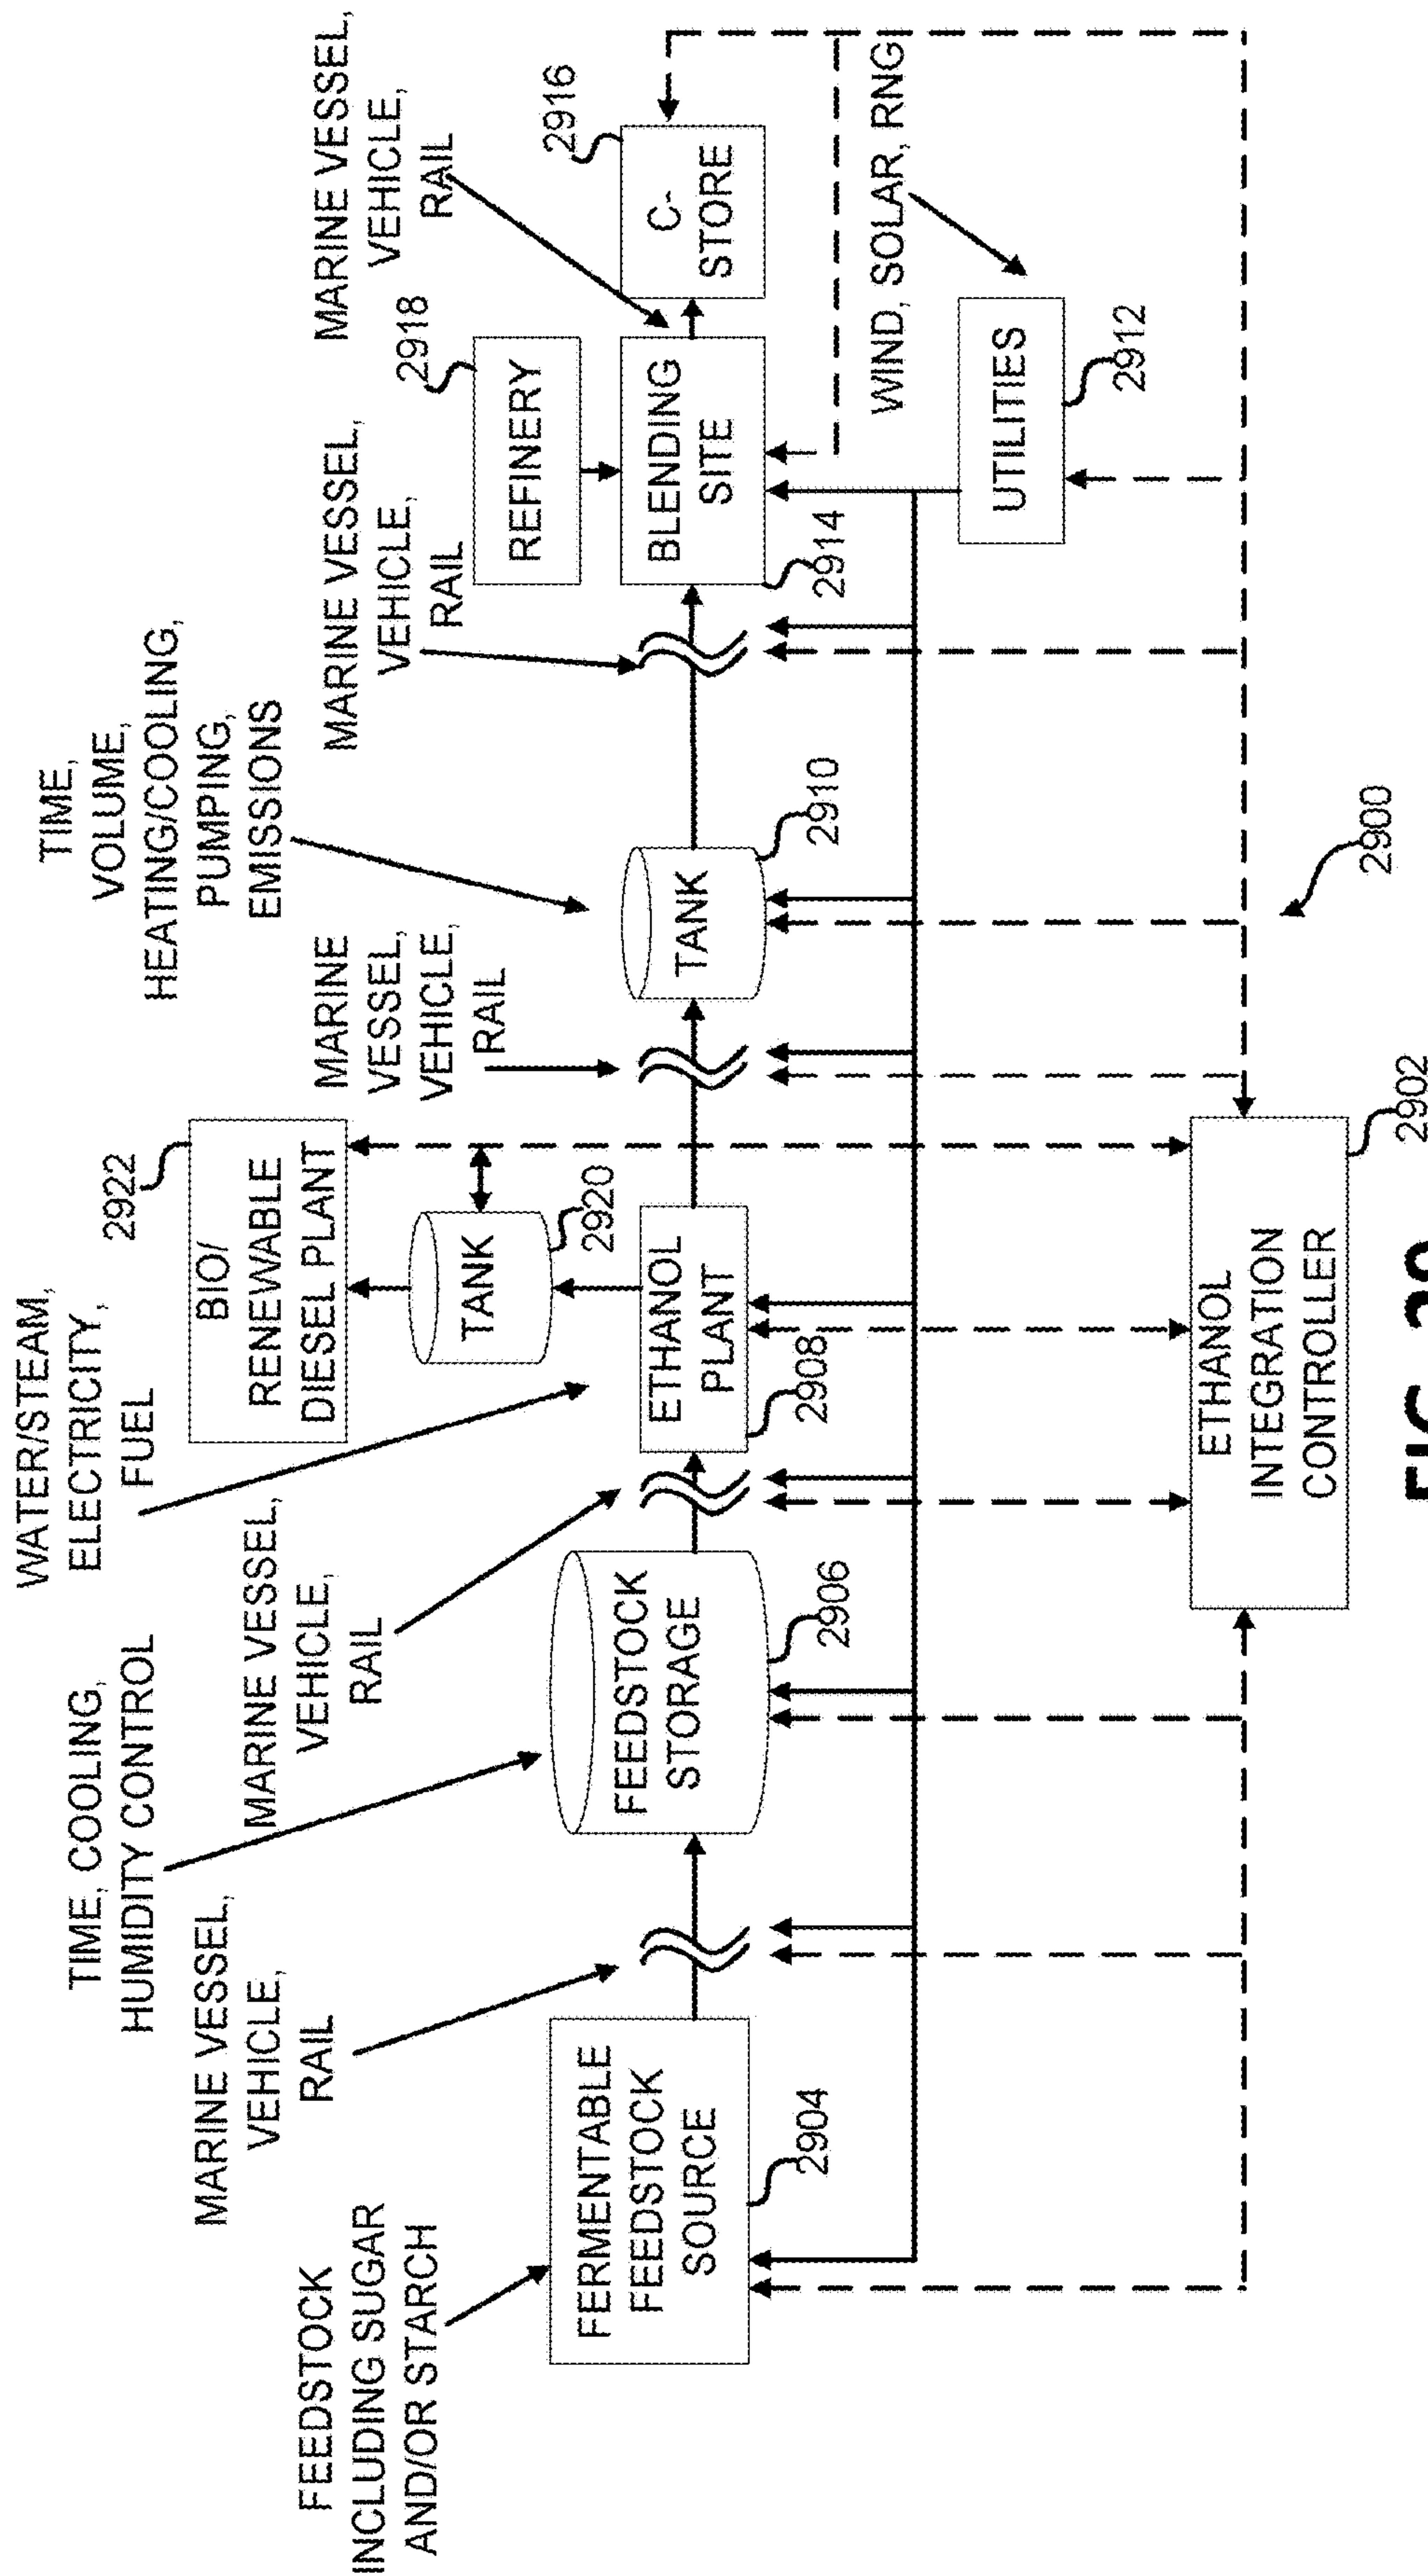 WATER/STEAM,
ELECTRICITY,
FUEL
TIME,
VOLUME,
HEATING/COOLING,
PUMPING,
EMISSIONS
MARINE VESSEL,
VEHICLE,
RAIL
TIME, COOLING,
HUMIDITY CONTROL
2922
BIO/
RENEWABLE
DIESEL PLANT
MARINE VESSEL,
VEHICLE,
RAIL
MARINE VESSEL,
VEHICLE,
RAIL
MARINE
VESSEL,
VEHICLE,
RAIL
MARINE VESSEL,
VEHICLE,
RAIL
FEEDSTOCK
INCLUDING SUGAR
AND/OR STARCH
TANK
2920
2918
REFINERY
2916
FERMENTABLE
FEEDSTOCK
SOURCE
2904
FEEDSTOCK
STORAGE
2906
ETHANOL
PLANT
2908
TANK
2910
BLENDING
SITE
2914
C-
STORE
WIND, SOLAR, RNG
UTILITIES
2912
ETHANOL
INTEGRATION
CONTROLLER
2902
2900